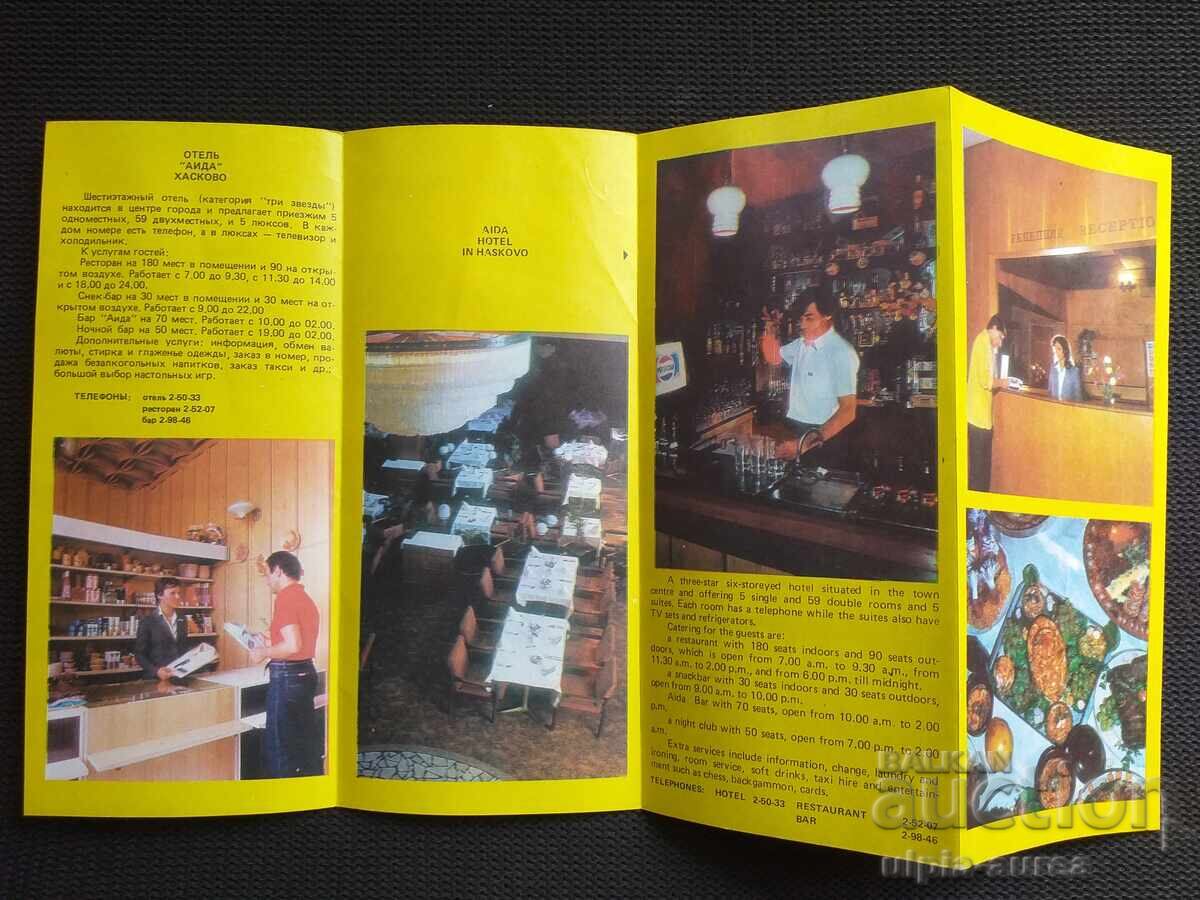 ОТЕЛЬ
"АИДА"
ХАСКОВО
Шестиэтажный отель (категория "три звезды")
находится в центре города и предлагает приезжим 5
одноместных, 59 двухместных, и 5 люксов. В каж-
дом номере есть телефон, а в люксах — телевизор и
холодильник.
К услугам гостей:
Ресторан на 180 мест в помещении и 90 на откры-
том воздухе. Работает с 7,00 до 9,30, с 11.30 до 14.00
и с 18,00 до 24,00.
Снек-бар на 30 мест в помещении и 30 мест на от-
крытом воздухе. Работает с 9,00 до 22,00
Бар "Аида" на 70 мест. Работает с 10.00 до 02.00.
Ночной бар на 50 мест. Работает с 19.00 до 02.00.
Дополнительные услуги: информация, обмен ва-
люты, стирка и глаженье одежды, заказ в номер, про-
дажа безалкогольных напитков, заказ такси и др.;
большой выбор настольных игр.
ТЕЛЕФОНЫ: отель 2-50-33
ресторан 2-52-07
бар 2-98-46
AIDA
HOTEL
IN HASKOVO
PEPSI
A three-star six-storeyed hotel situated in the town
centre and offering 5 single and 59 double rooms and 5
suites. Each room has a telephone while the suites also have
TV sets and refrigerators.
Catering for the guests are:
a restaurant with 180 seats indoors and 90 seats out-
doors, which is open from 7.00 a.m. to 9.30 a.m., from
11.30 a.m. to 2.00 p.m., and from 6.00 p.m. till midnight.
a snackbar with 30 seats indoors and 30 seats outdoors,
open from 9.00 a.m. to 10.00 p.m.
Aida Bar with 70 seats, open from 10.00 a.m. to 2.00
p.m.
a night club with 50 seats, open from 7.00 p.m. to 2.00
a.m.
Extra services include information, change, laundry and
ironing, room service, soft drinks, taxi hire and entertain-
ment such as chess, backgammon, cards.
TELEPHONES: HOTEL 2-50-33 RESTAURANT 2-52-07
BAR 2-98-46
РЕЦЕПЦИЯ RECEPTIO
BALKAN
auction
ulpia-aurea